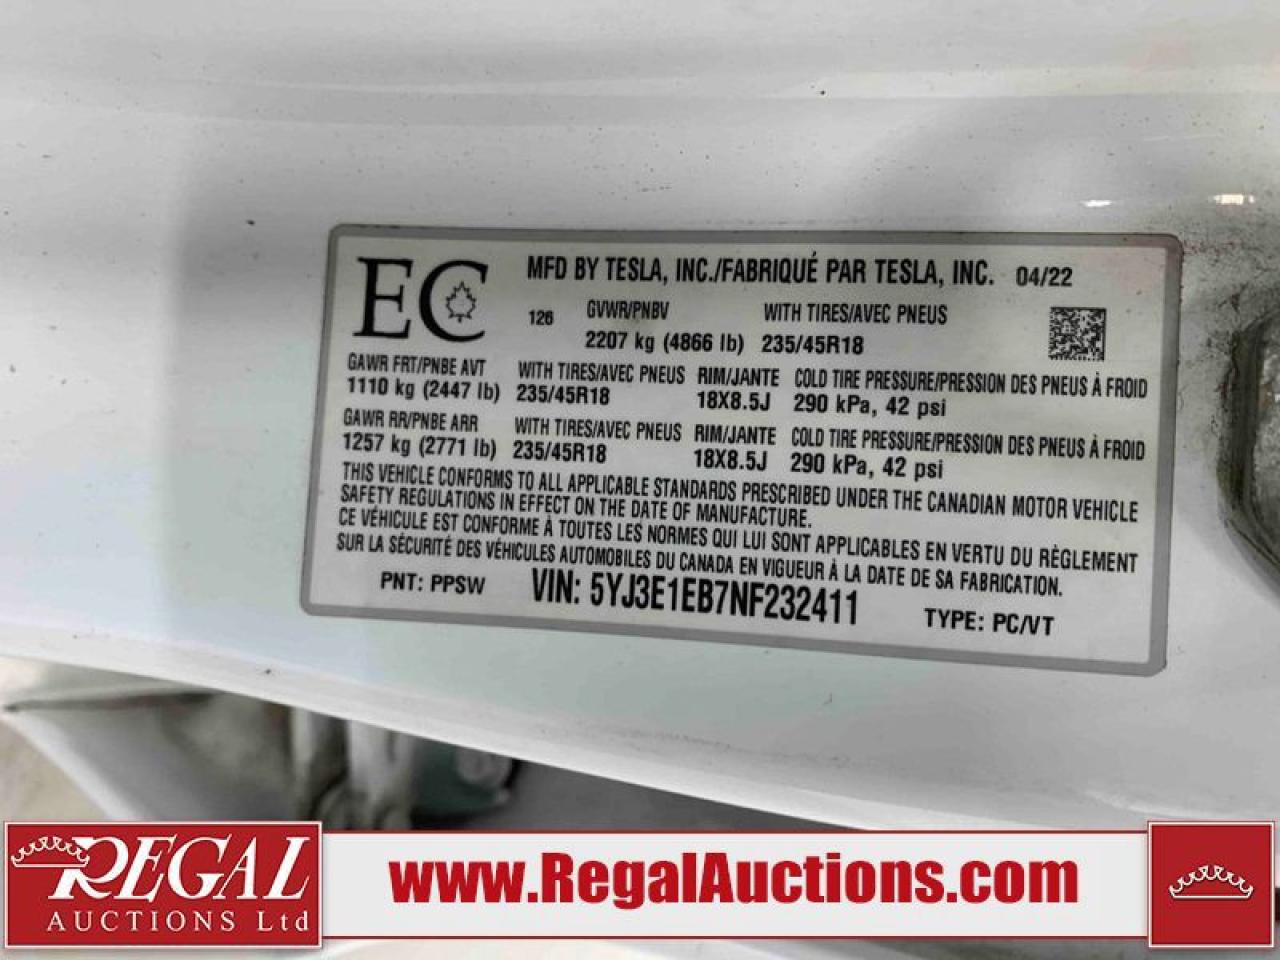 EC
MFD BY TESLA, INC./FABRIQUÉ PAR TESLA, INC. 04/22
126 GVWR/PNBV WITH TIRES/AVEC PNEUS
2207 kg (4866 lb) 235/45R18
GAWR FRT/PNBE AVT WITH TIRES/AVEC PNEUS RIM/JANTE COLD TIRE PRESSURE/PRESSION DES PNEUS À FROID
1110 kg (2447 lb) 235/45R18 18X8.5J 290 kPa, 42 psi
GAWR RR/PNBE ARR WITH TIRES/AVEC PNEUS RIM/JANTE COLD TIRE PRESSURE/PRESSION DES PNEUS À FROID
1257 kg (2771 lb) 235/45R18 18X8.5J 290 kPa, 42 psi
THIS VEHICLE CONFORMS TO ALL APPLICABLE STANDARDS PRESCRIBED UNDER THE CANADIAN MOTOR VEHICLE
SAFETY REGULATIONS IN EFFECT ON THE DATE OF MANUFACTURE.
CE VÉHICULE EST CONFORME À TOUTES LES NORMES QUI LUI SONT APPLICABLES EN VERTU DU RÈGLEMENT
SUR LA SÉCURITÉ DES VÉHICULES AUTOMOBILES DU CANADA EN VIGUEUR À LA DATE DE SA FABRICATION.
PNT: PPSW VIN: 5YJ3E1EB7NF232411 TYPE: PC/VT
REGAL
AUCTIONS Ltd
www.RegalAuctions.com